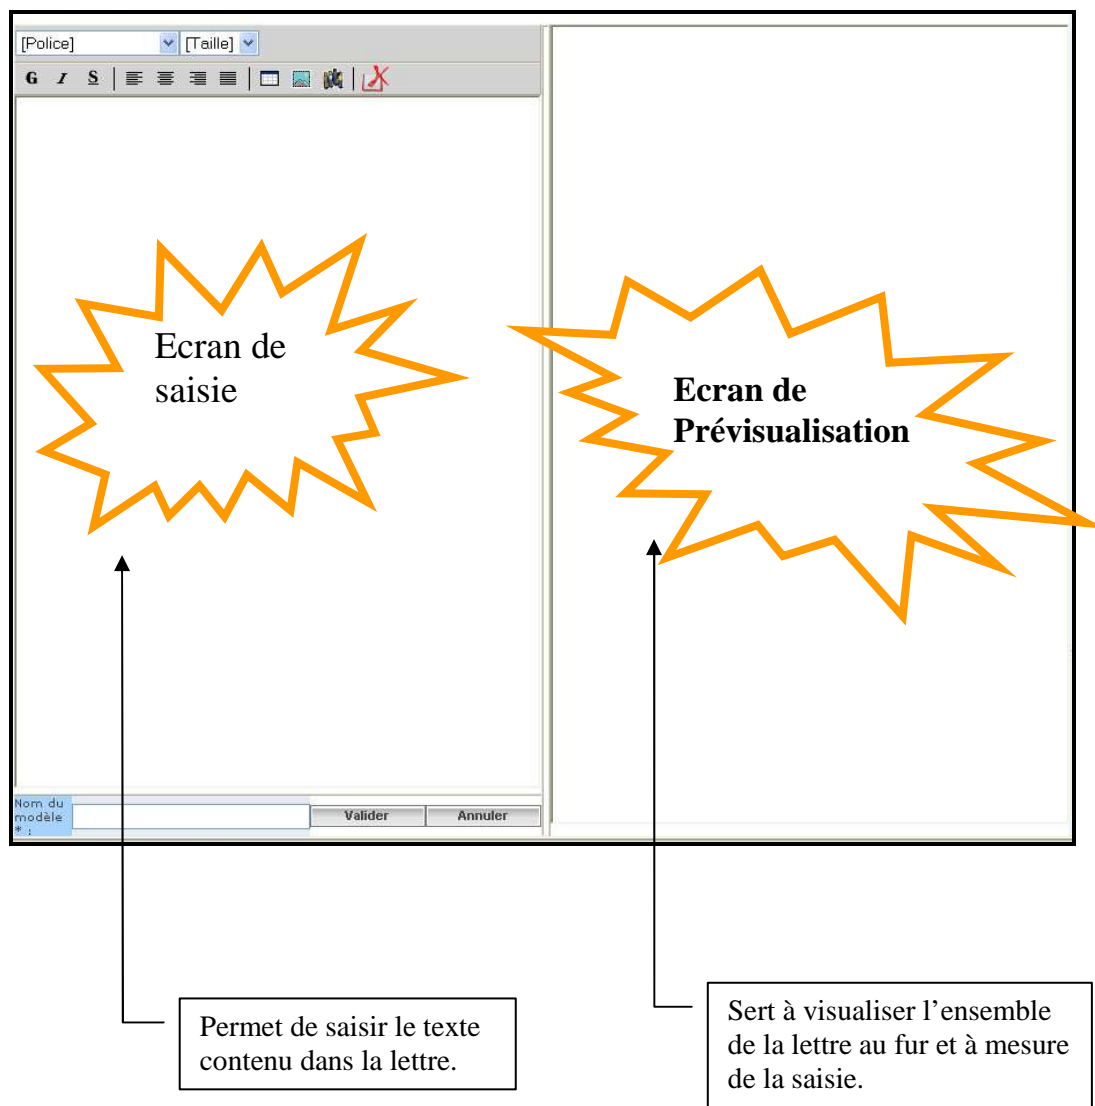 [Police] [Taille]
G I S
Ecran de
saisie
Ecran de
Prévisualisation
Nom du
modèle
* :
Valider Annuler
Permet de saisir le texte
contenu dans la lettre.
Sert à visualiser l’ensemble
de la lettre au fur et à mesure
de la saisie.